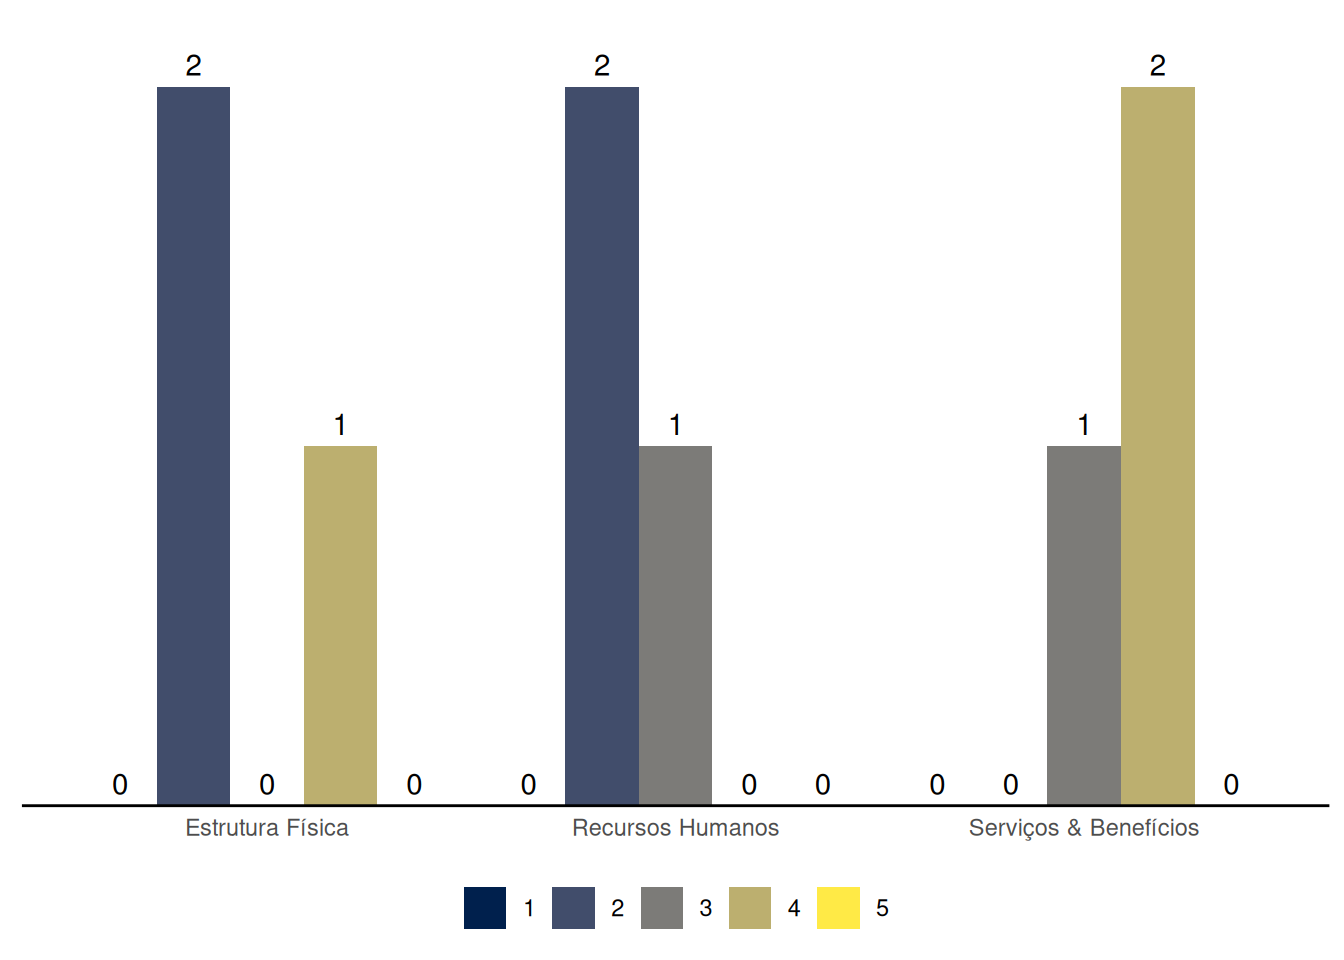 2 2 2
1 1 1
0 0 0 0 0 0 0 0 0
Estrutura Física Recursos Humanos Serviços & Benefícios
1 2 3 4 5